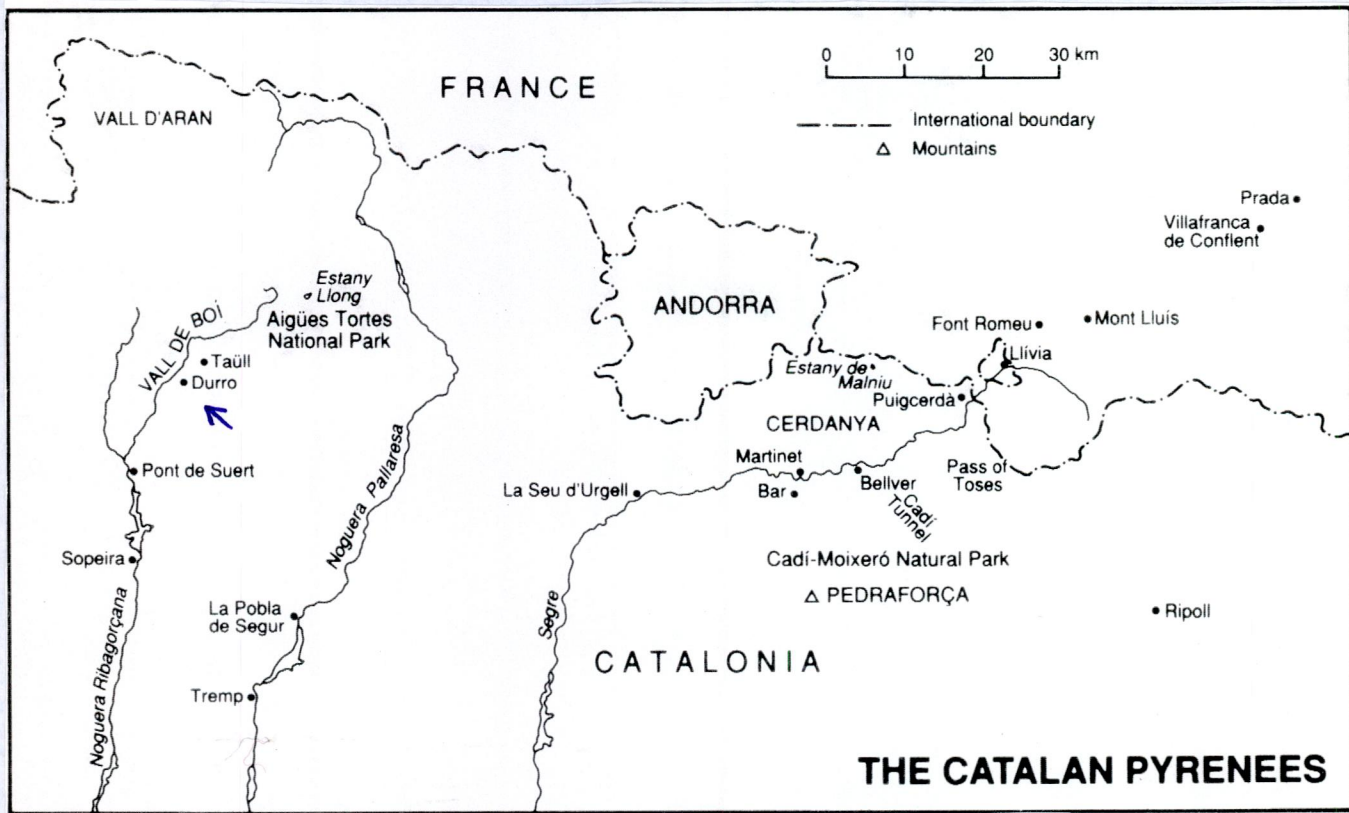 FRANCE
0 10 20 30 km
International boundary
Mountains
VALL D'ARAN
Prada
Villafranca
de Conflent
Estany
Llong
Aigües Tortes
National Park
VALL DE BOÍ
Taüll
Durro
ANDORRA
Font Romeu
Mont Lluís
Llívia
Estany de
Malniu
Puigcerdà
CERDANYA
Pont de Suert
Noguera Pallaresa
La Seu d'Urgell
Martinet
Bar
Bellver
Cadí
Tunnel
Pass of
Toses
Sopeira
Cadí-Moixeró Natural Park
PEDRAFORÇA
La Pobla
de Segur
Ripoll
Noguera Ribagorçana
Segre
CATALONIA
Tremp
THE CATALAN PYRENEES